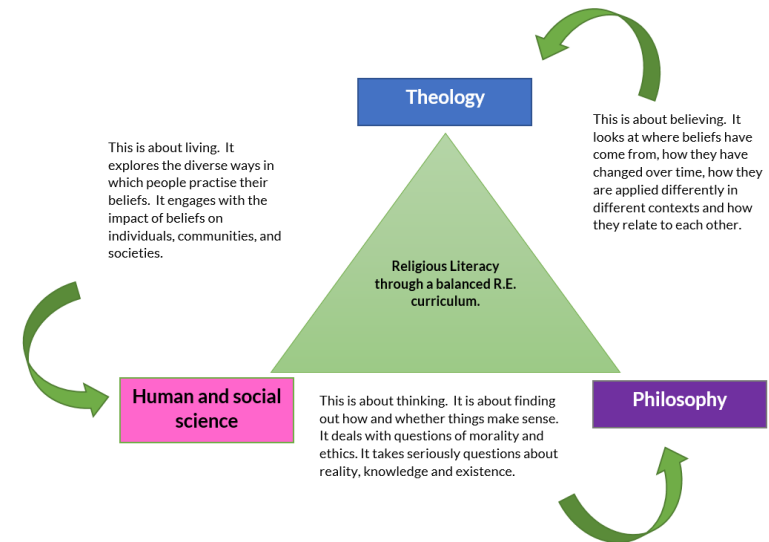 Theology
This is about believing.  It
looks at where beliefs have
come from, how they have
changed over time, how they
are applied differently in
different contexts and how
they relate to each other.
This is about living.  It
explores the diverse ways in
which people practise their
beliefs.  It engages with the
impact of beliefs on
individuals, communities, and
societies.
Religious Literacy
through a balanced R.E.
curriculum.
Human and social
science
This is about thinking.  It is about finding
out how and whether things make sense.
It deals with questions of morality and
ethics. It takes seriously questions about
reality, knowledge and existence.
Philosophy